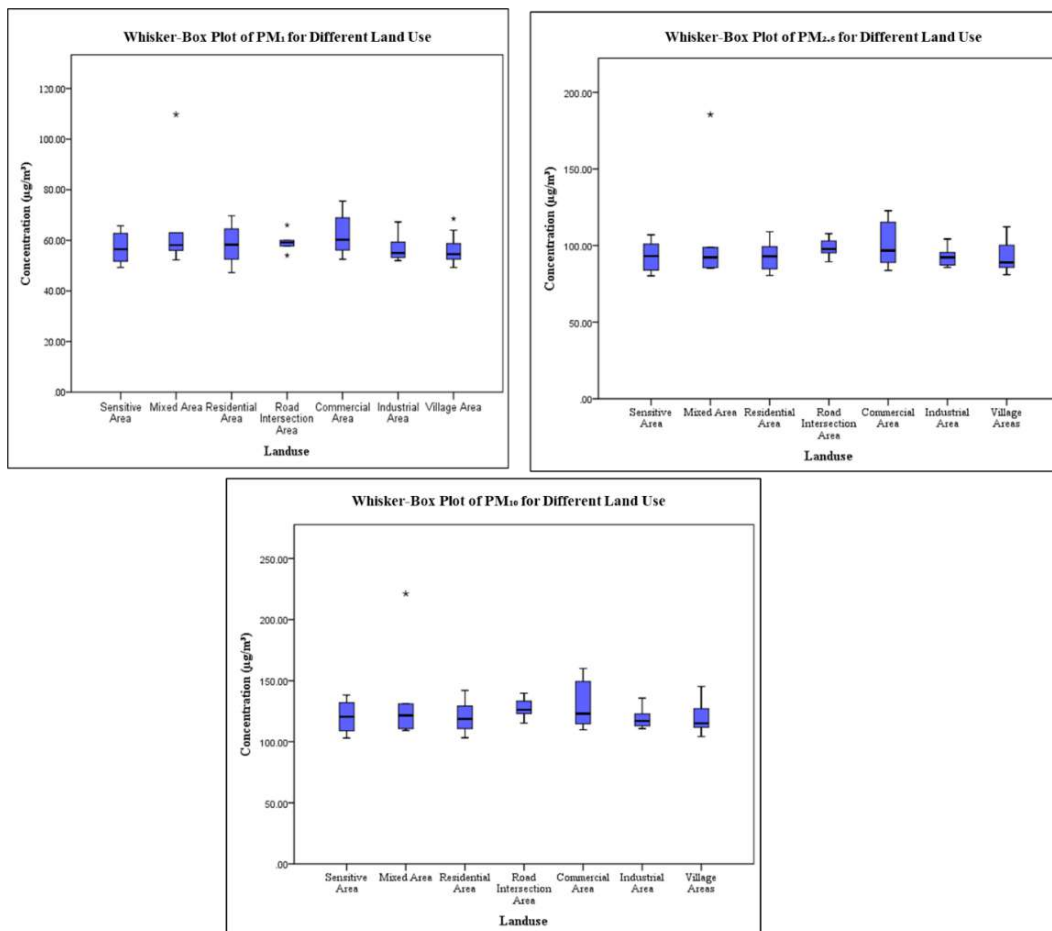 Whisker-Box Plot of PM₁ for Different Land Use
Concentration (µg/m³)
120.00
100.00
80.00
60.00
40.00
20.00
.00
Sensitive Area
Mixed Area
Residential Area
Road Intersection Area
Commercial Area
Industrial Area
Village Area
Landuse
Whisker-Box Plot of PM₂.₅ for Different Land Use
Concentration (µg/m³)
200.00
150.00
100.00
50.00
.00
Sensitive Area
Mixed Area
Residential Area
Road Intersection Area
Commercial Area
Industrial Area
Village Areas
Landuse
Whisker-Box Plot of PM₁₀ for Different Land Use
Concentration (µg/m³)
250.00
200.00
150.00
100.00
50.00
.00
Sensitive Area
Mixed Area
Residential Area
Road Intersection Area
Commercial Area
Industrial Area
Village Areas
Landuse